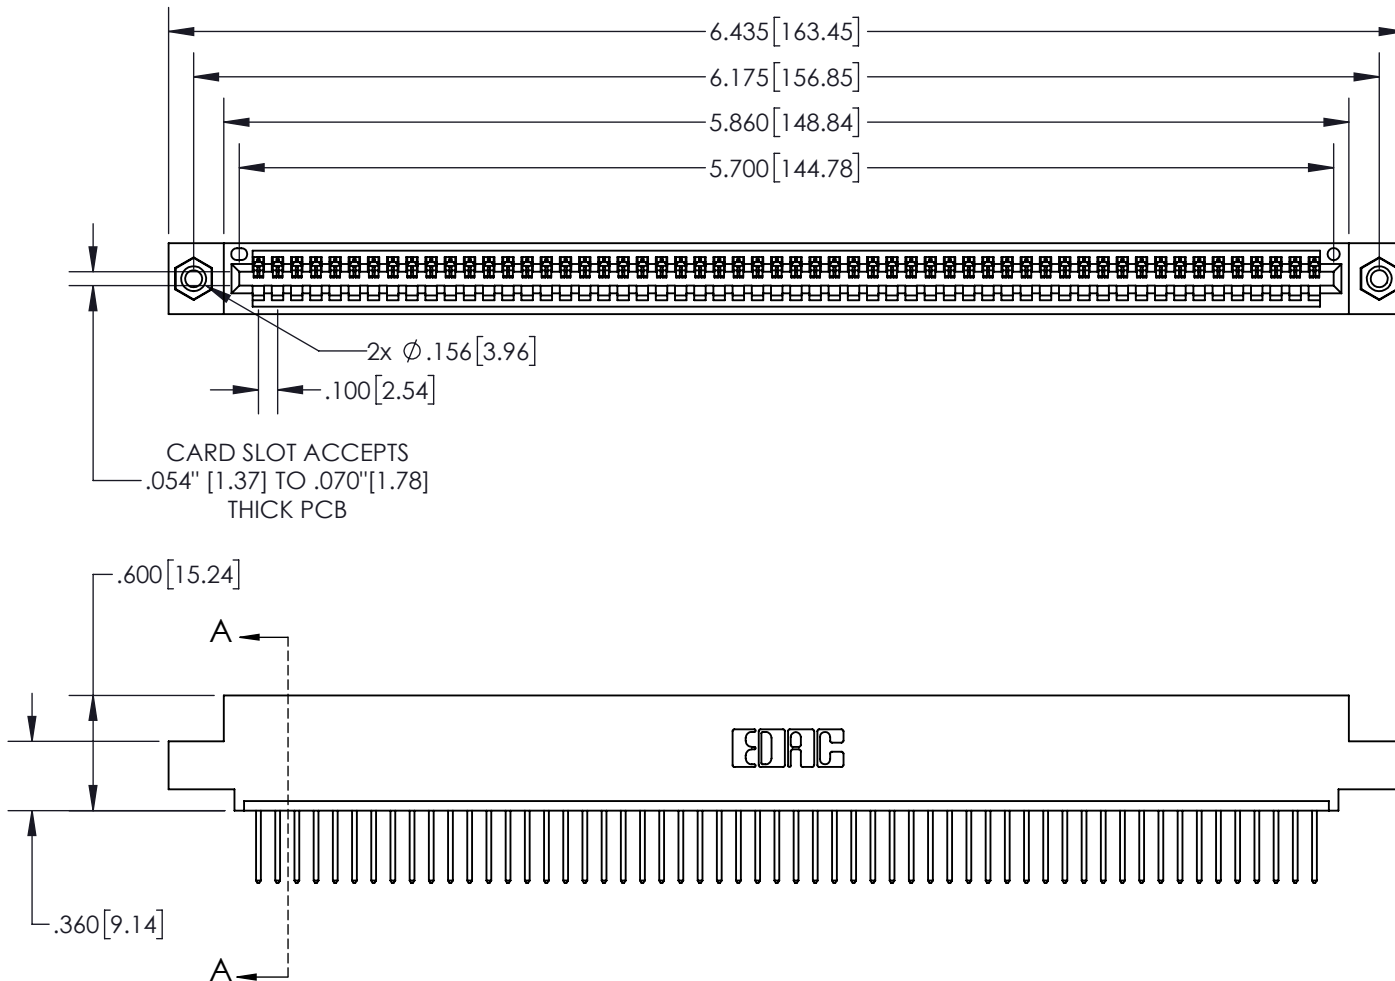 6.435[163.45]
6.175[156.85]
5.860[148.84]
5.700[144.78]
2x Ø.156[3.96]
.100[2.54]
CARD SLOT ACCEPTS
.054" [1.37] TO .070"[1.78]
THICK PCB
.600[15.24]
A
EDAC
.360[9.14]
A